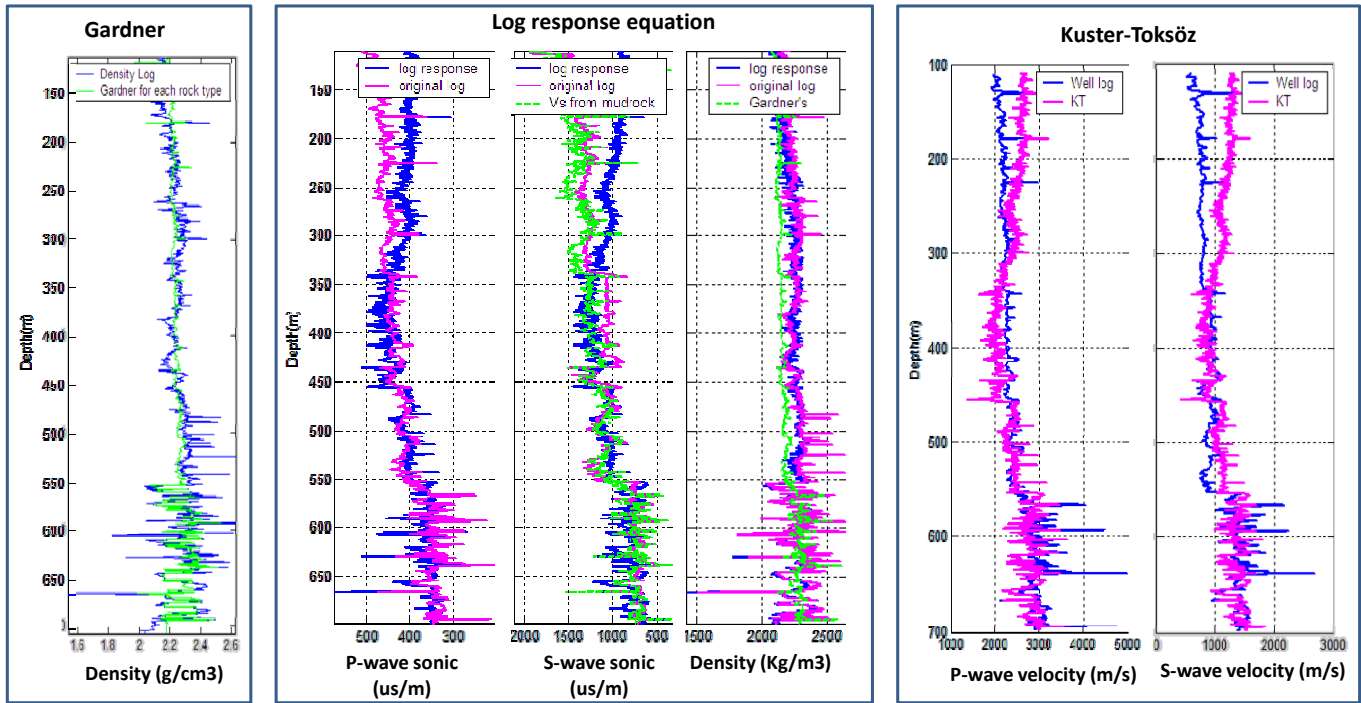 Gardner
Density Log
Gardner for each rock type
150
200
250
300
350
400
450
500
550
600
650
Depth(m)
1.6
1.8
2
2.2
2.4
2.6
Density (g/cm3)
Log response equation
log response
original log
log response
original log
Vs from mudrock
log response
original log
Gardner's
150
200
260
300
350
400
450
500
550
600
650
500
400
300
2000
1500
1000
500
1500
2000
2500
P-wave sonic
(us/m)
S-wave sonic
(us/m)
Density (Kg/m3)
Kuster-Toksöz
Well log
KT
Well log
KT
100
200
300
400
500
600
700
Depth(m)
1000
2000
3000
4000
5000
0
1000
2000
3000
P-wave velocity (m/s)
S-wave velocity (m/s)